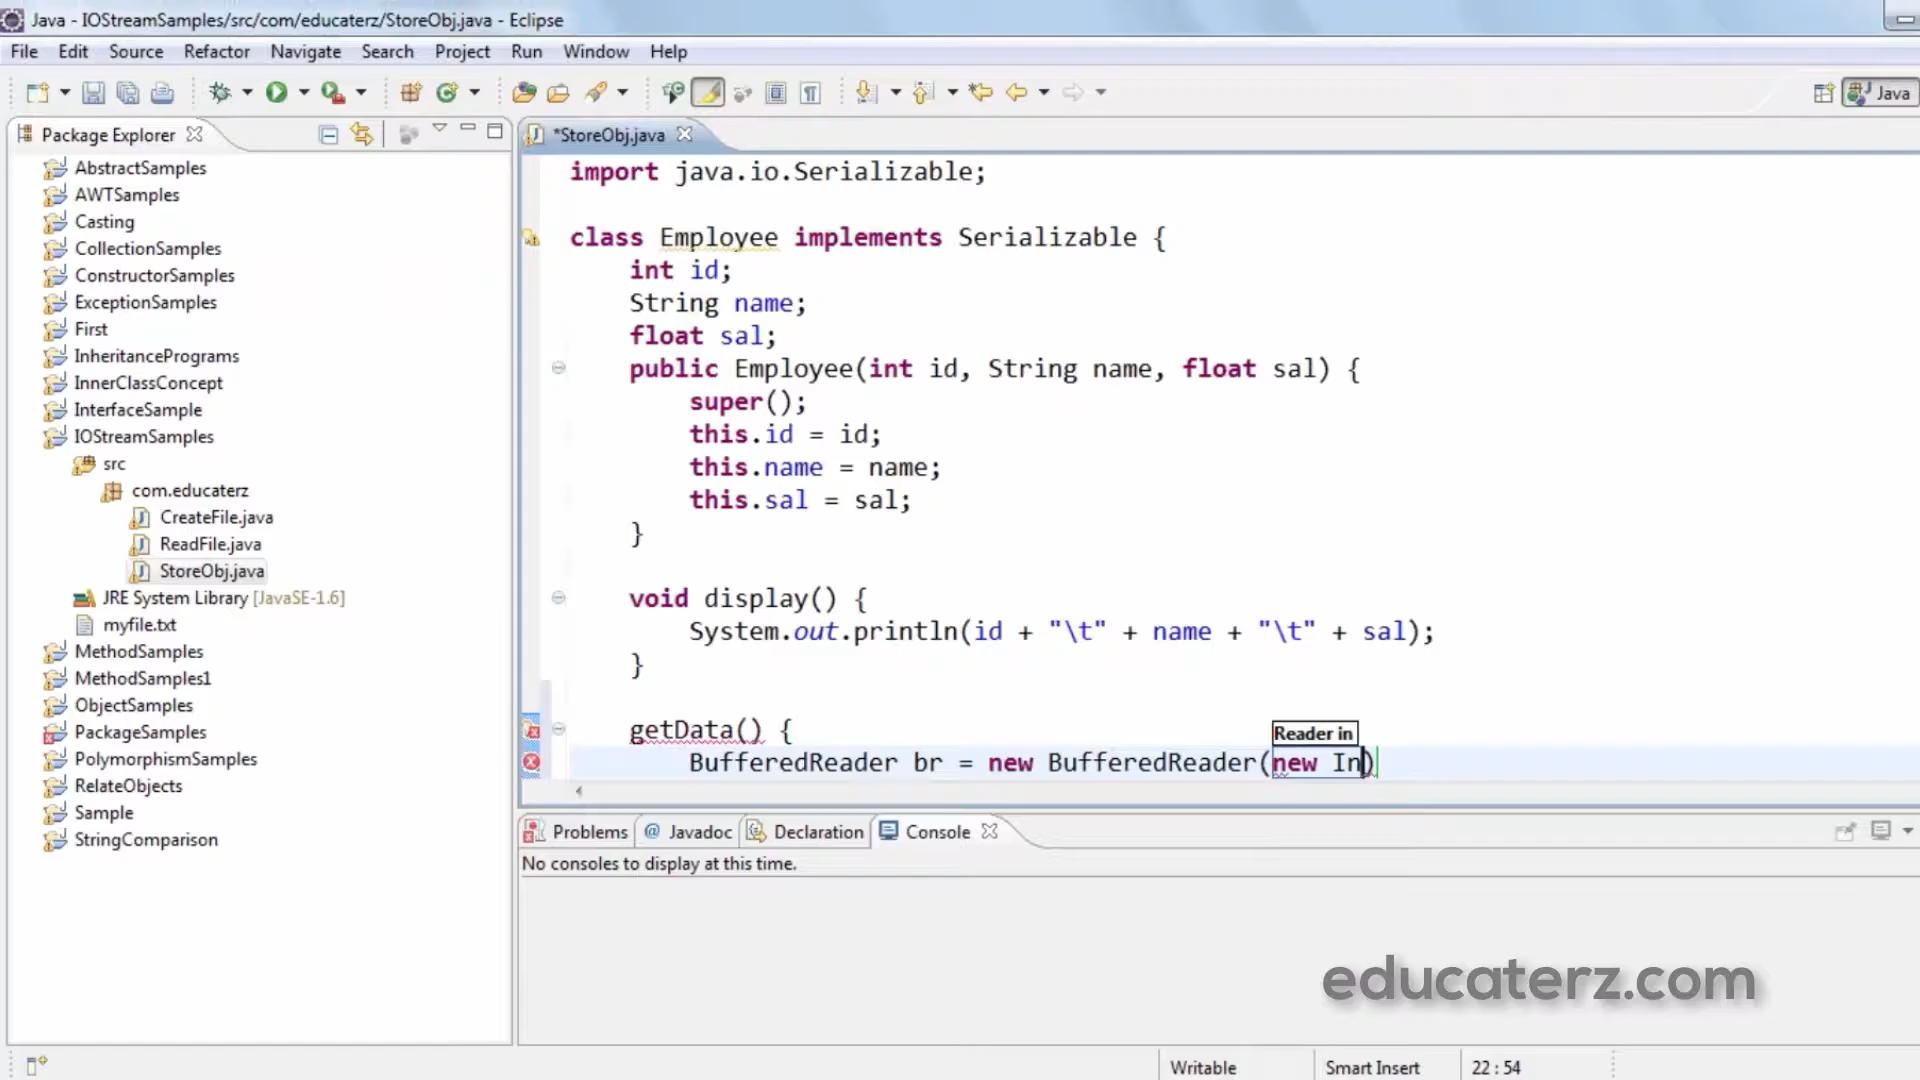 Java - IOStreamSamples/src/com/educaterz/StoreObj.java - Eclipse
File Edit Source Refactor Navigate Search Project Run Window Help
Java
Package Explorer
AbstractSamples
AWTSamples
Casting
CollectionSamples
ConstructorSamples
ExceptionSamples
First
InheritancePrograms
InnerClassConcept
InterfaceSample
IOStreamSamples
src
com.educaterz
CreateFile.java
ReadFile.java
StoreObj.java
JRE System Library [JavaSE-1.6]
myfile.txt
MethodSamples
MethodSamples1
ObjectSamples
PackageSamples
PolymorphismSamples
RelateObjects
Sample
StringComparison
*StoreObj.java
import java.io.Serializable;
class Employee implements Serializable {
int id;
String name;
float sal;
public Employee(int id, String name, float sal) {
super();
this.id = id;
this.name = name;
this.sal = sal;
}
void display() {
System.out.println(id + "\t" + name + "\t" + sal);
}
getData() {
Reader in
BufferedReader br = new BufferedReader(new In)
Problems @ Javadoc Declaration Console
No consoles to display at this time.
educaterz.com
Writable Smart Insert 22 : 54